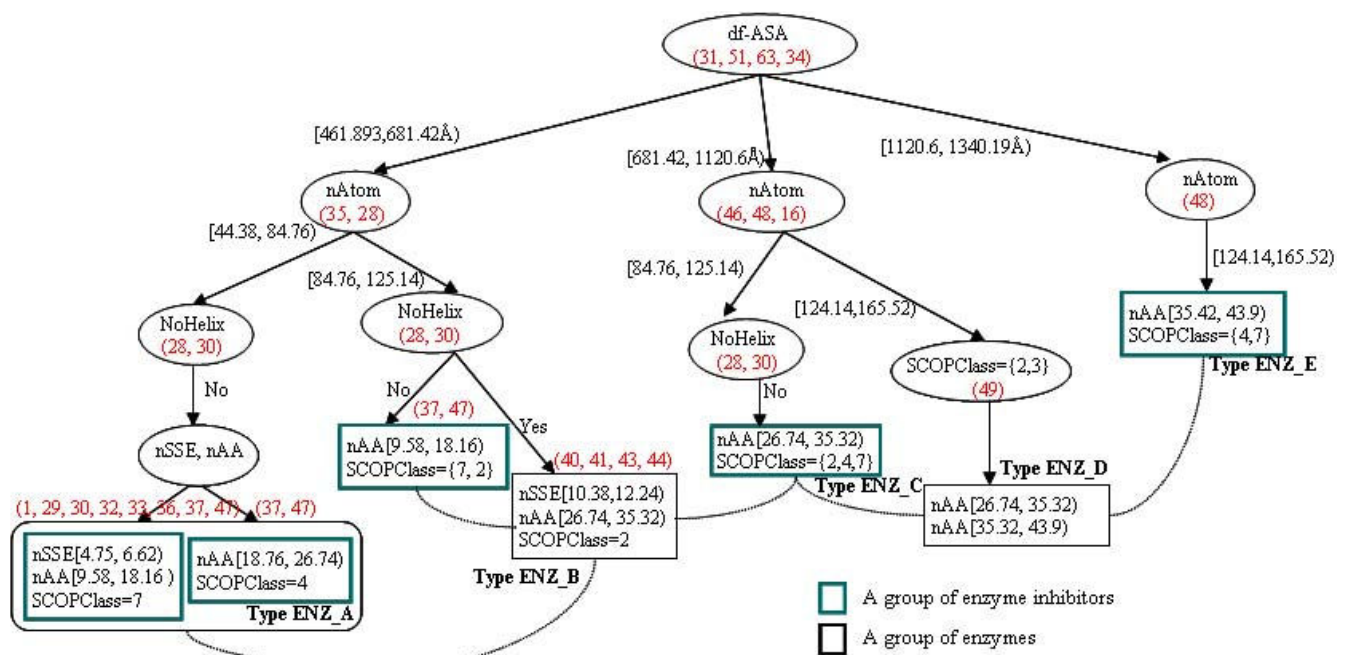 df-ASA
(31, 51, 63, 34)
[461.893,681.42Å)
[681.42, 1120.6Å)
[1120.6, 1340.19Å)
nAtom
(35, 28)
nAtom
(46, 48, 16)
nAtom
(48)
[44.38, 84.76)
[84.76, 125.14)
[84.76, 125.14)
[124.14,165.52)
[124.14,165.52)
NoHelix
(28, 30)
NoHelix
(28, 30)
NoHelix
(28, 30)
SCOPClass={2,3}
(49)
nAA[35.42, 43.9)
SCOPClass={4,7}
Type ENZ_E
No
No
(37, 47)
Yes
No
nSSE, nAA
nAA[9.58, 18.16)
SCOPClass={7, 2}
(40, 41, 43, 44)
nSSE[10.38,12.24)
nAA[26.74, 35.32)
SCOPClass=2
Type ENZ_B
nAA[26.74, 35.32)
SCOPClass={2,4,7}
Type ENZ_C
Type ENZ_D
nAA[26.74, 35.32)
nAA[35.32, 43.9)
(1, 29, 30, 32, 33, 36, 37, 47)
(37, 47)
nSSE[4.75, 6.62)
nAA[9.58, 18.16 )
SCOPClass=7
nAA[18.76, 26.74)
SCOPClass=4
Type ENZ_A
A group of enzyme inhibitors
A group of enzymes